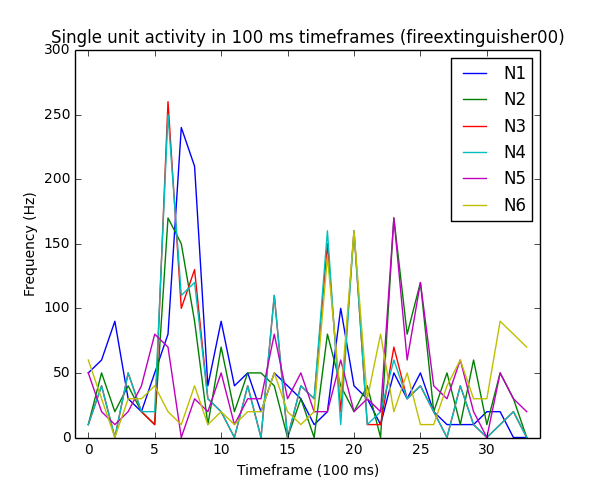 Single unit activity in 100 ms timeframes (fireextinguisher00)
300
250
200
150
100
50
0
Frequency (Hz)
N1
N2
N3
N4
N5
N6
0 5 10 15 20 25 30
Timeframe (100 ms)